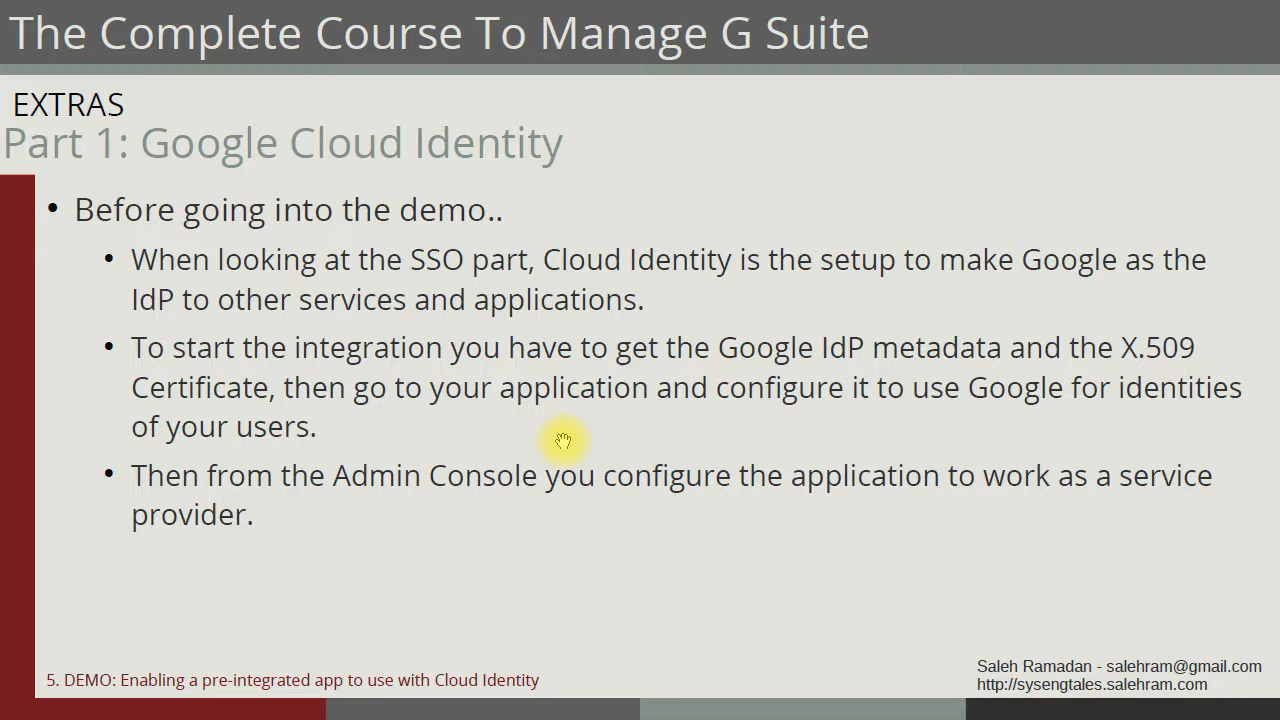 The Complete Course To Manage G Suite
EXTRAS
Part 1: Google Cloud Identity
• Before going into the demo..
• When looking at the SSO part, Cloud Identity is the setup to make Google as the
IdP to other services and applications.
• To start the integration you have to get the Google IdP metadata and the X.509
Certificate, then go to your application and configure it to use Google for identities
of your users.
• Then from the Admin Console you configure the application to work as a service
provider.
5. DEMO: Enabling a pre-integrated app to use with Cloud Identity
Saleh Ramadan - salehram@gmail.com
http://sysengtales.salehram.com